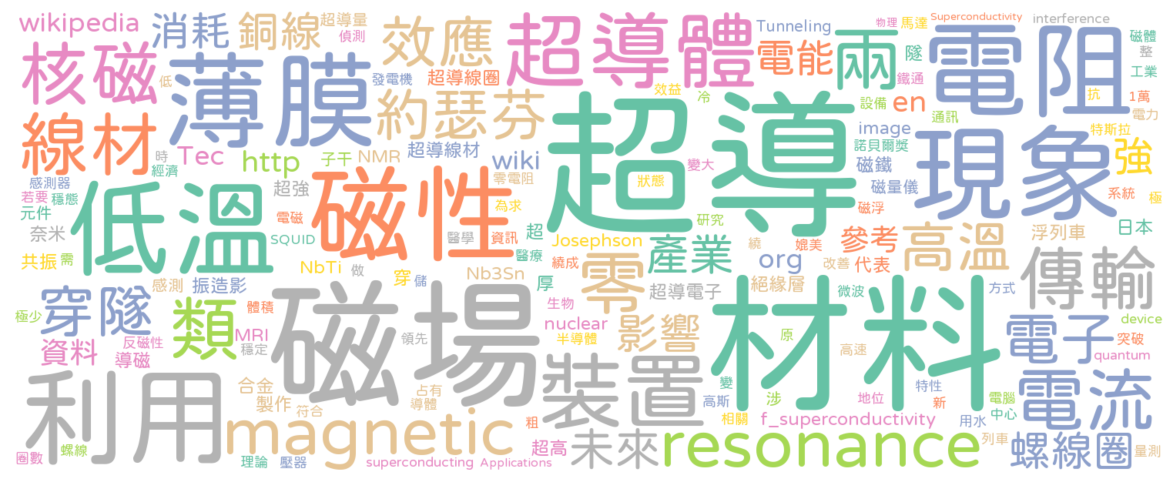 wikipedia
消耗
銅線
超導量
偵測
效應
超導體
電能
Tunneling
兩
物理
馬達
隧
Superconductivity
電阻
interference
磁體
整
工業
核磁
低
薄膜
發電機
超導線圈
約瑟芬
效益
冷
設備
en
鐵通
通訊
抗
1萬
電力
線材
Tec
http
子干
NMR
超導線材
wiki
超導
image
諾貝爾獎
現象
特斯拉
強
時
經濟
感測器
若要
穩態
元件
奈米
低溫
超強
電磁
SQUID
磁性
零電阻
為求
醫學
資訊
超
醫療
狀態
變大
研究
磁鐵
磁量儀
磁浮
系統
極
日本
共振
需
感測
振造影
NbTi
做
穿
儲
Nb3Sn
繞成
厚
Josephson
零
產業
超導電子
繞
媲美
org
改善
絕緣層
參考
代表
高溫
浮列車
傳輸
穿隧
極少
類
體積
MRI
穩定
反磁性
資料
導磁
磁場
領先
生物
nuclear
半導體
影響
材料
微波
原
高速
方式
電子
device
突破
quantum
利用
合金
製作
符合
占有
導體
裝置
變
高斯
涉
相關
f_superconductivity
特性
地位
新
電腦
中心
用水
電流
圈數
螺線
magnetic
粗
超高
未來
resonance
列車
螺線圈
量測
理論
壓器
superconducting
Applications